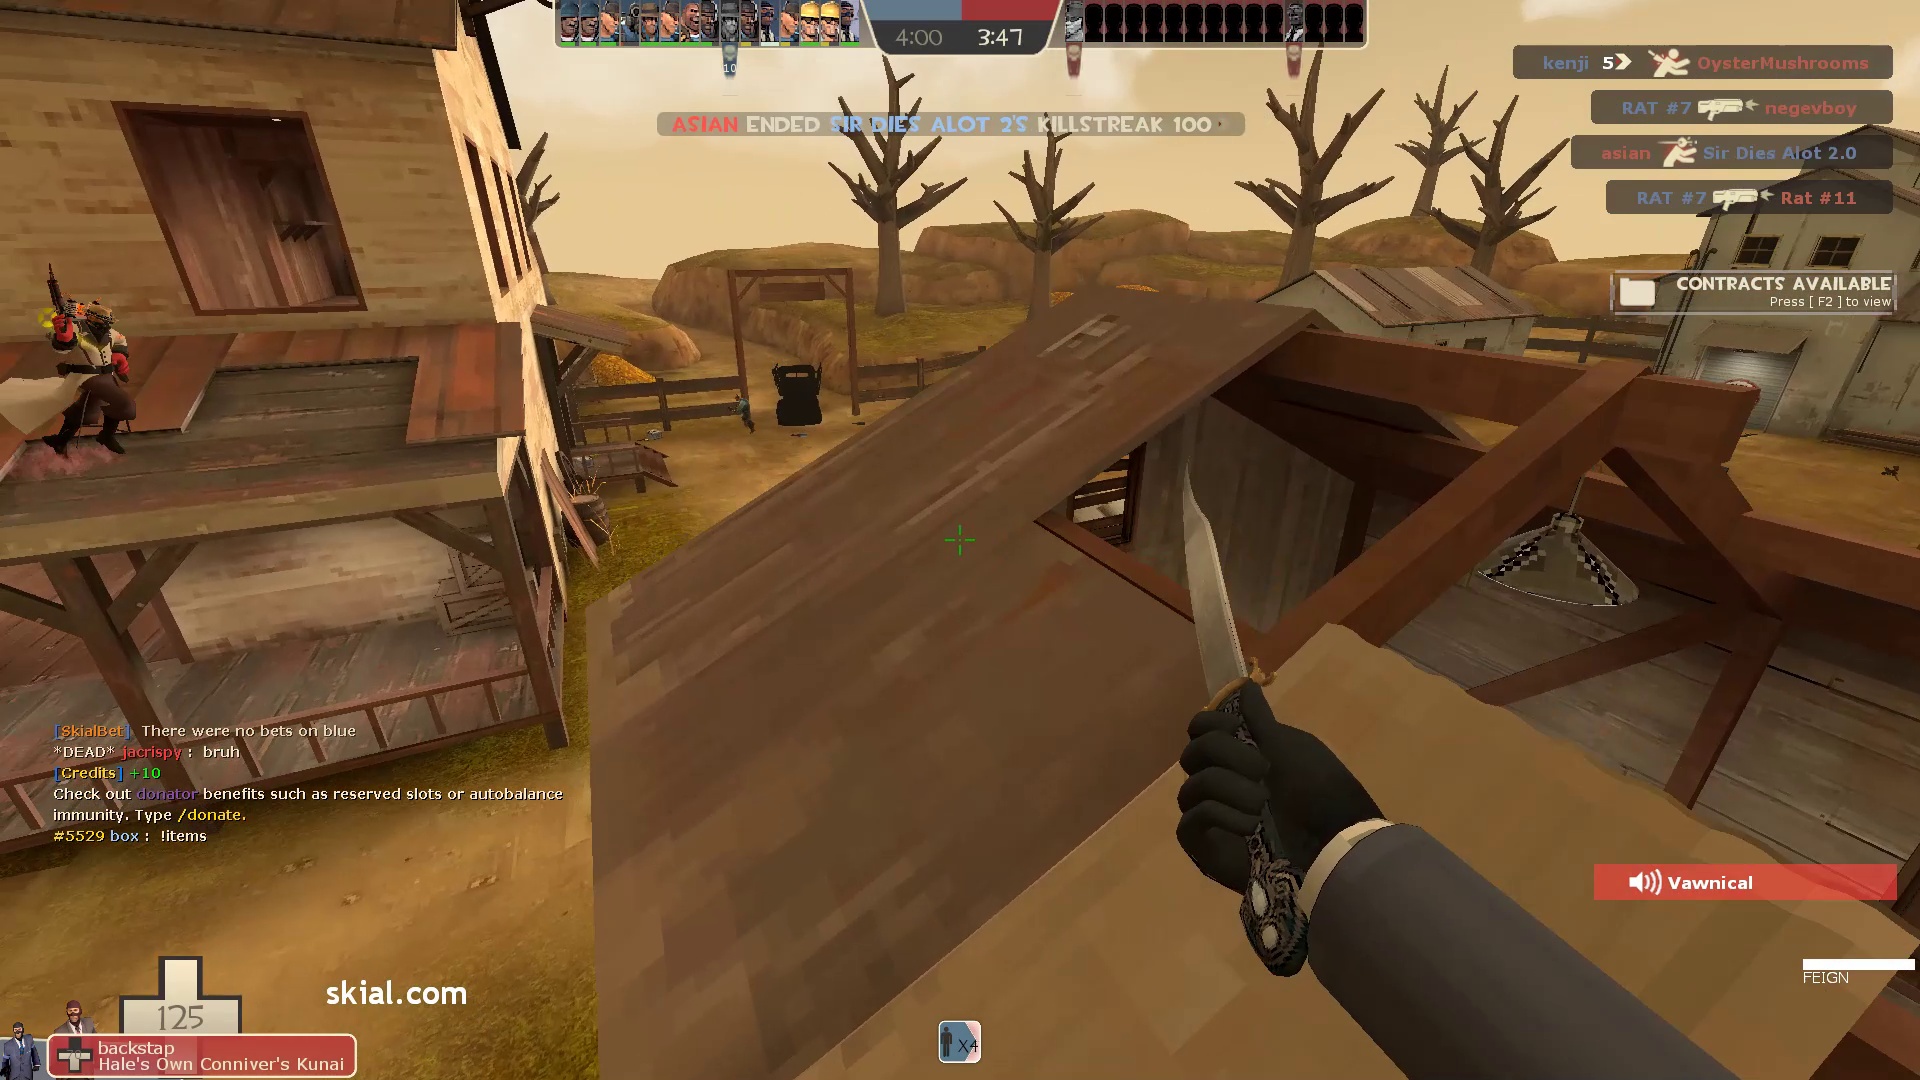 4:00 3:47
10
ASIAN ENDED SIR DIES ALOT 2'S KILLSTREAK 100
kenji 5 OysterMushrooms
RAT #7 negevboy
asian Sir Dies Alot 2.0
RAT #7 Rat #11
CONTRACTS AVAILABLE
Press [ F2 ] to view
[SkialBet] There were no bets on blue
*DEAD* jacrispy : bruh
[Credits] +10
Check out donator benefits such as reserved slots or autobalance
immunity. Type /donate.
#5529 box : !items
Vawnical
FEIGN
skial.com
125
70
backstap
Hale's Own Conniver's Kunai
X4